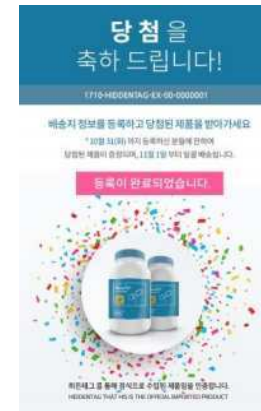 당 첨 을
축하 드립니다!
1710-HIDDENTAG-EX-00-0000001
배송지 정보를 등록하고 당첨된 제품을 받아가세요
* 10월 31(화) 까지 등록하신 분들에 한하여
당첨된 제품이 증정되며, 11월 1일 부터 일괄 배송됩니다.
등록이 완료되었습니다.
히든태그 를 통해 정식으로 수입된 제품임을 인증합니다.
HIDDENTAG THAT HIS IS THE OFFICIAL IMPORTED PRODUCT